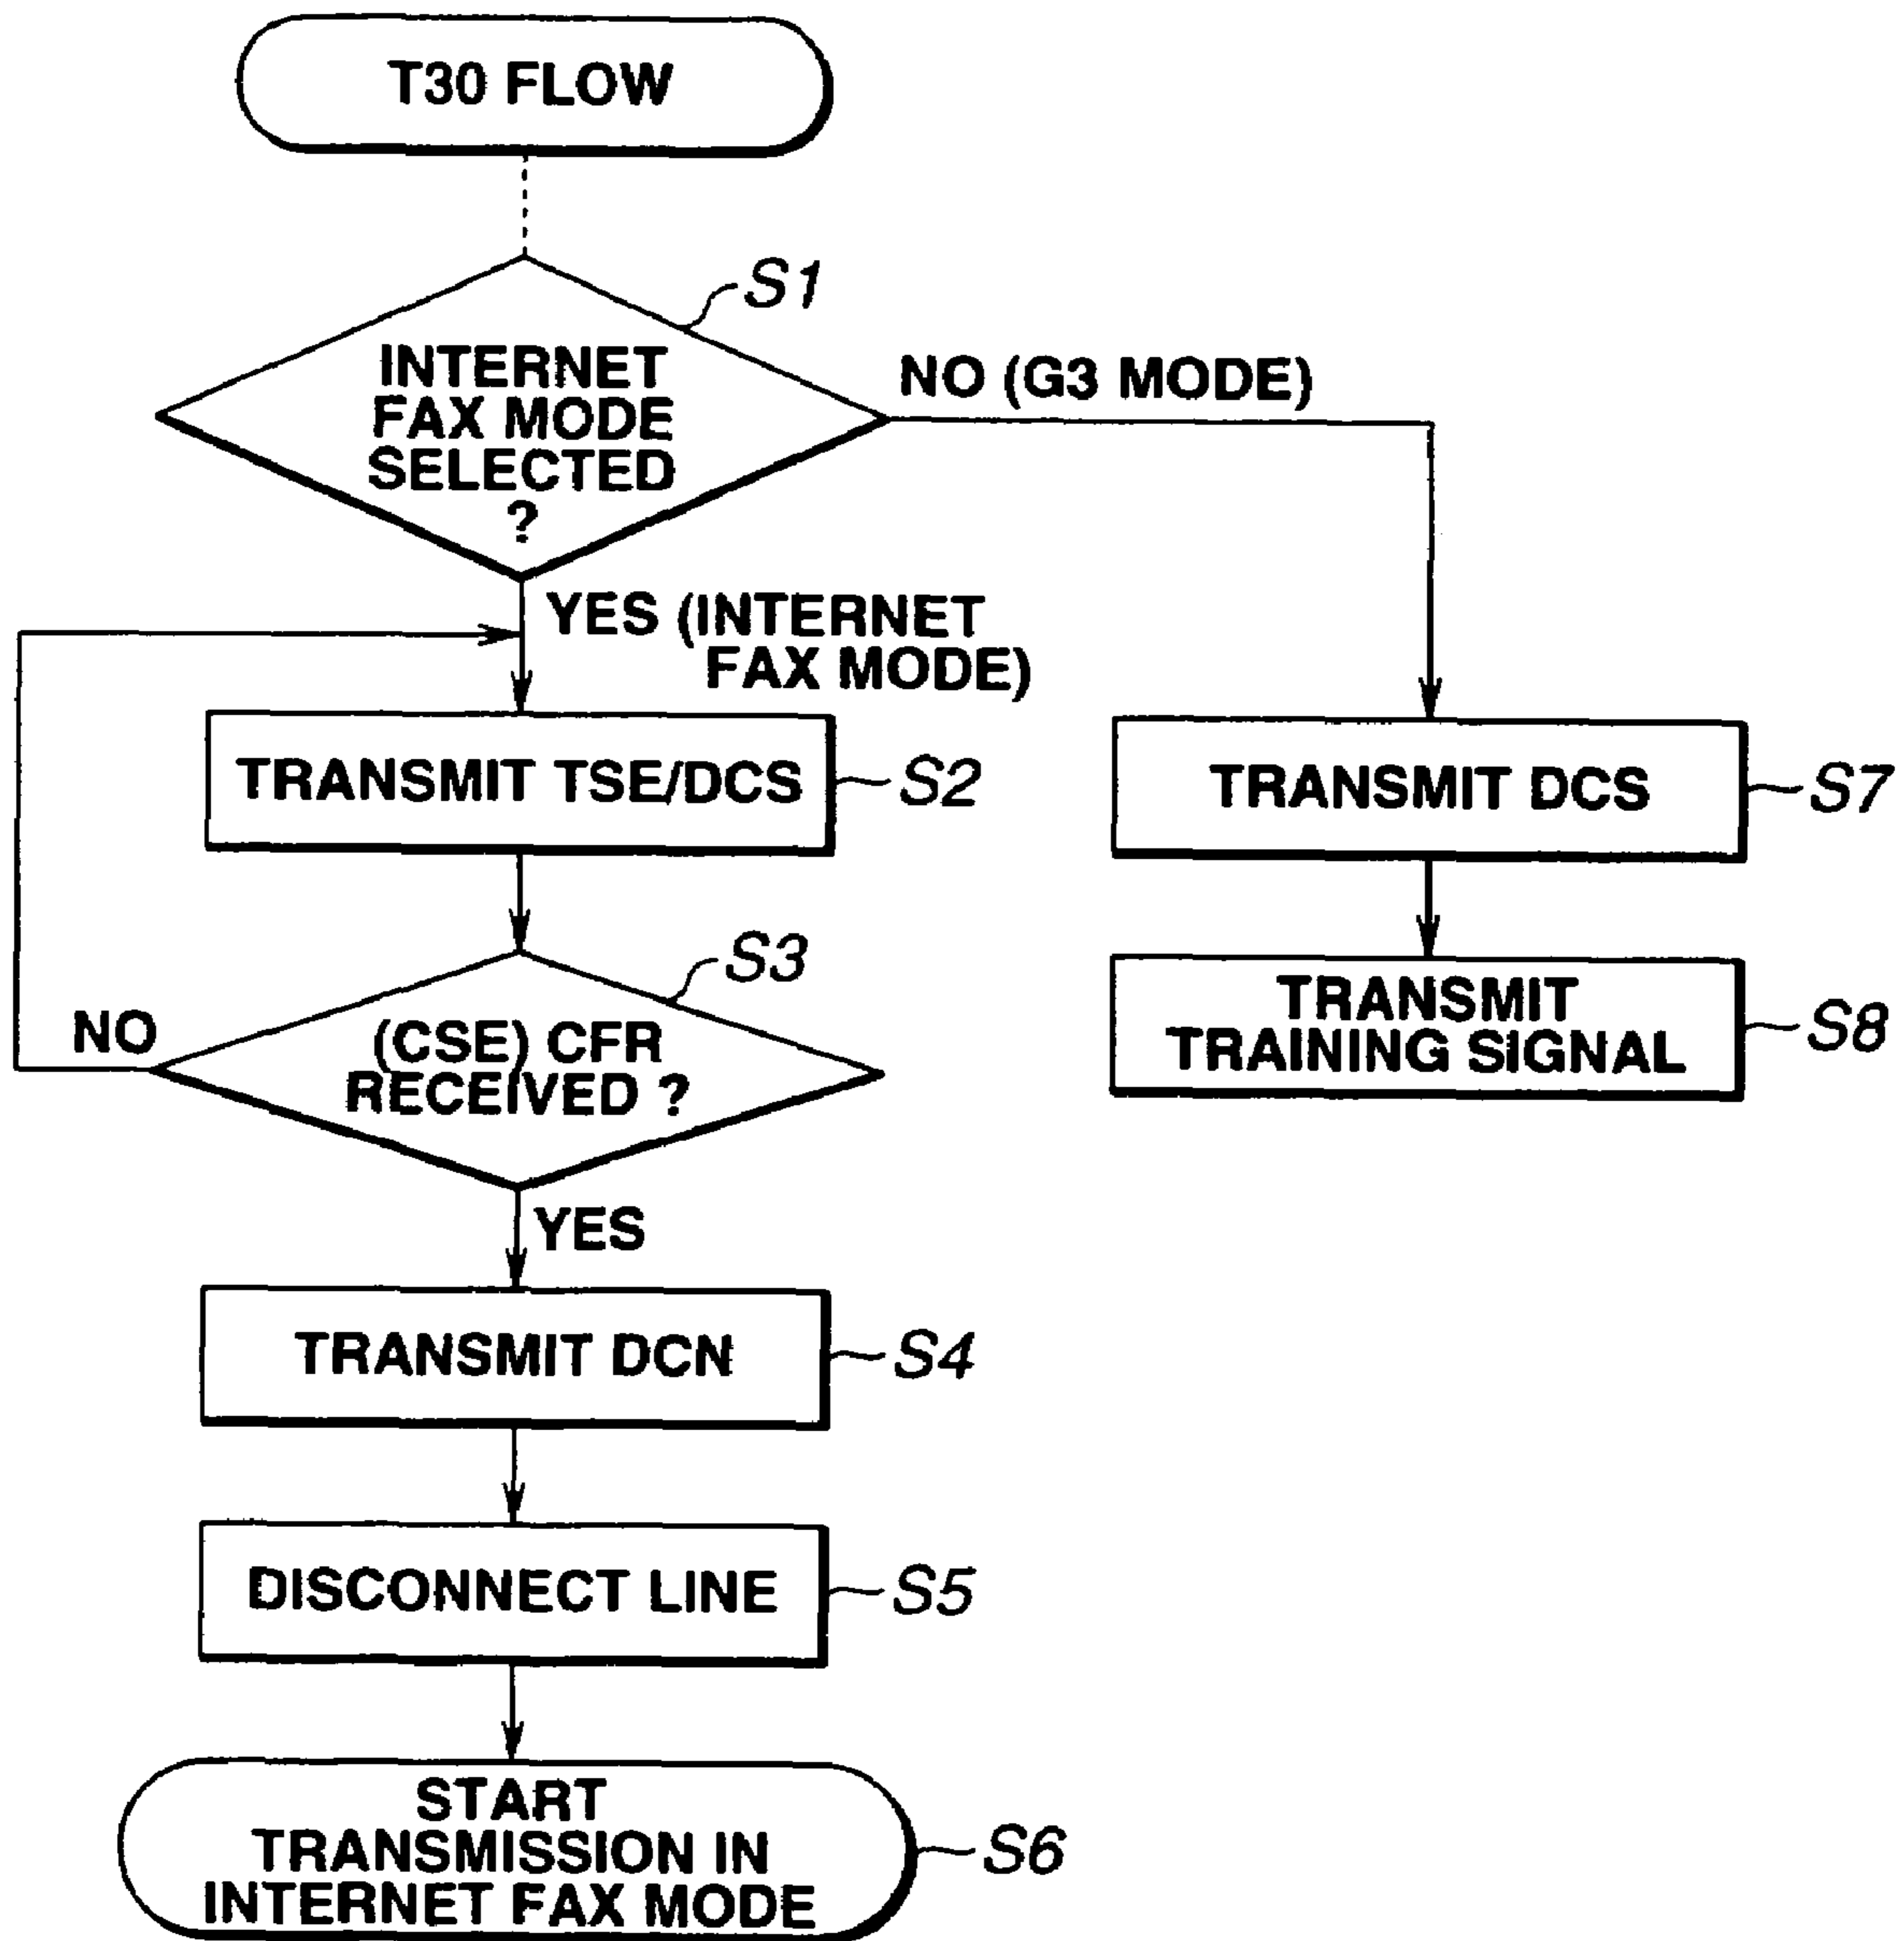 T30 FLOW
S1
INTERNET
FAX MODE
SELECTED
?
NO (G3 MODE)
YES (INTERNET
FAX MODE)
TRANSMIT TSE/DCS
S2
TRANSMIT DCS
S7
S3
(CSE) CFR
RECEIVED ?
NO
TRANSMIT
TRAINING SIGNAL
S8
YES
TRANSMIT DCN
S4
DISCONNECT LINE
S5
START
TRANSMISSION IN
INTERNET FAX MODE
S6